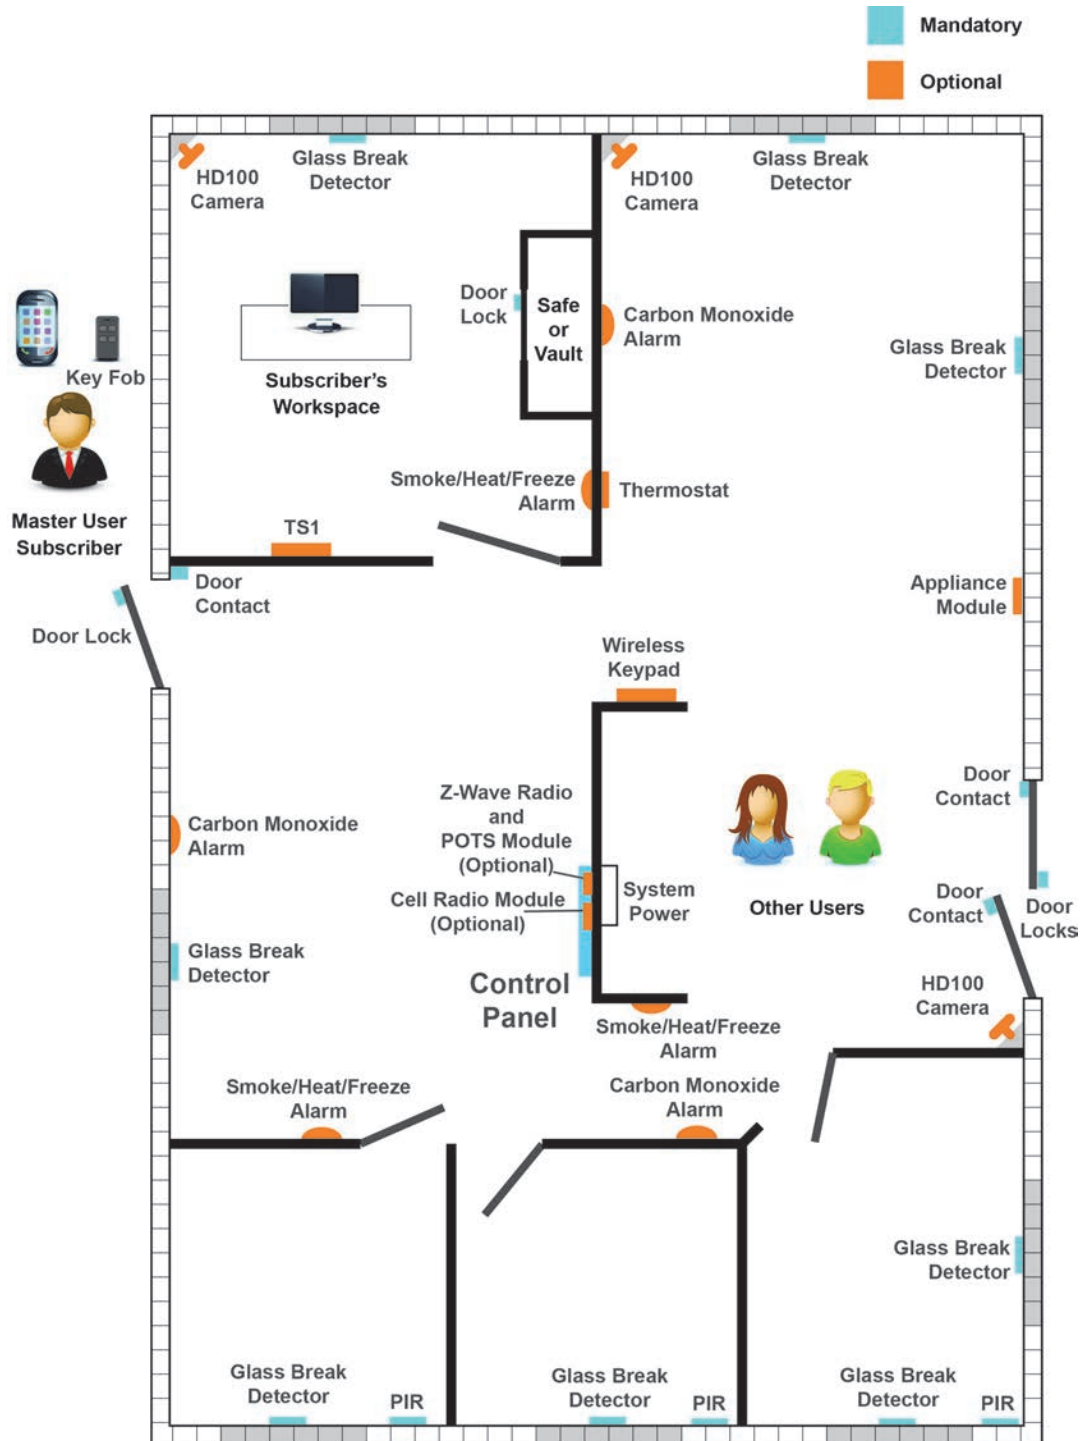 Mandatory
Optional
Glass Break
Detector
HD100
Camera
Glass Break
Detector
HD100
Camera
Door
Lock
Safe
or
Vault
Carbon Monoxide
Alarm
Glass Break
Detector
Key Fob
Subscriber's
Workspace
Master User
Subscriber
Smoke/Heat/Freeze
Alarm
Thermostat
TS1
Door
Contact
Appliance
Module
Door Lock
Wireless
Keypad
Z-Wave Radio
and
POTS Module
(Optional)
Door
Contact
Carbon Monoxide
Alarm
Cell Radio Module
(Optional)
System
Power
Other Users
Door
Contact
Door
Locks
Glass Break
Detector
Control
Panel
HD100
Camera
Smoke/Heat/Freeze
Alarm
Smoke/Heat/Freeze
Alarm
Carbon Monoxide
Alarm
Glass Break
Detector
Glass Break
Detector
PIR
Glass Break
Detector
PIR
Glass Break
Detector
PIR